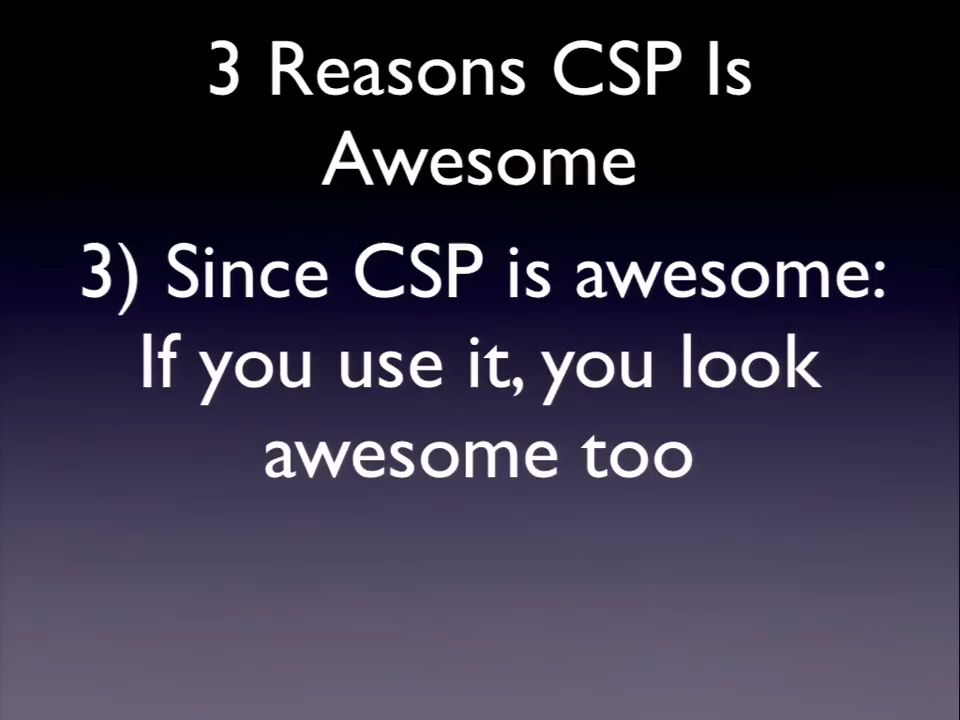 3 Reasons CSP Is
Awesome
3) Since CSP is awesome:
If you use it, you look
awesome too